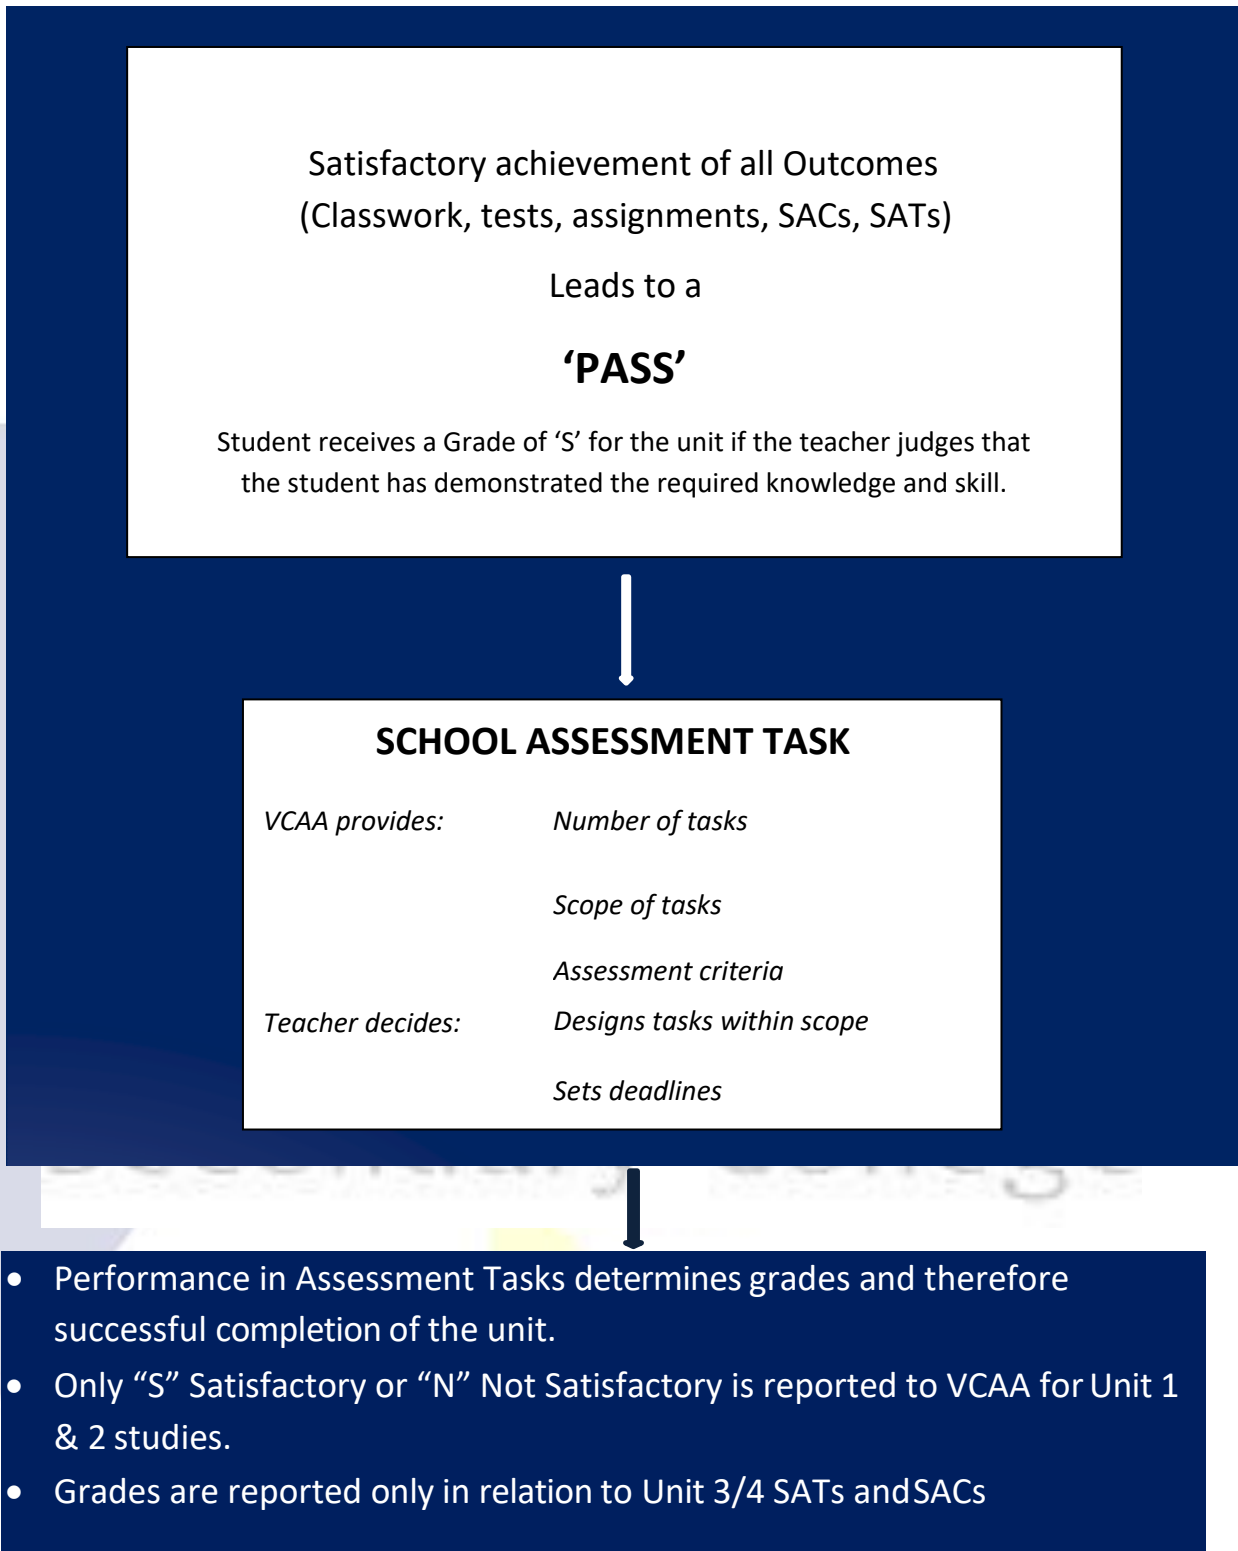 Satisfactory achievement of all Outcomes
(Classwork, tests, assignments, SACs, SATs)
Leads to a
‘PASS’
Student receives a Grade of ‘S’ for the unit if the teacher judges that
the student has demonstrated the required knowledge and skill.
SCHOOL ASSESSMENT TASK
VCAA provides: Number of tasks
Scope of tasks
Assessment criteria
Teacher decides: Designs tasks within scope
Sets deadlines
• Performance in Assessment Tasks determines grades and therefore
successful completion of the unit.
• Only “S” Satisfactory or “N” Not Satisfactory is reported to VCAA for Unit 1
& 2 studies.
• Grades are reported only in relation to Unit 3/4 SATs andSACs